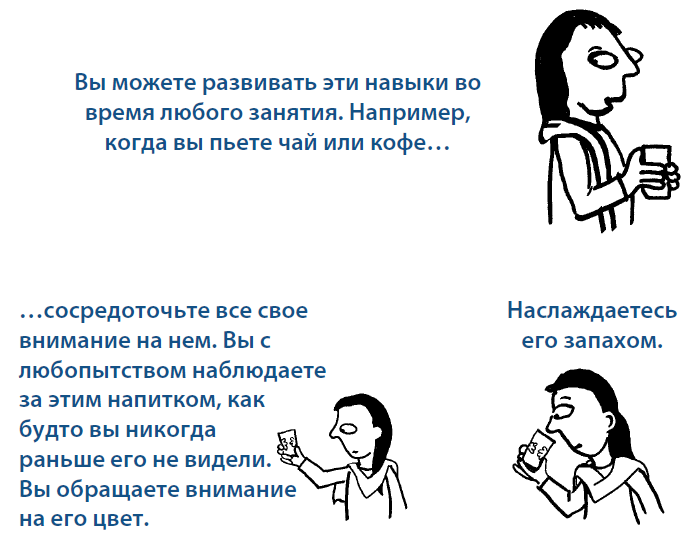 Вы можете развивать эти навыки во
время любого занятия. Например,
когда вы пьете чай или кофе…
…сосредоточьте все свое
внимание на нем. Вы с
любопытством наблюдаете
за этим напитком, как
будто вы никогда
раньше его не видели.
Вы обращаете внимание
на его цвет.
Наслаждаетесь
его запахом.